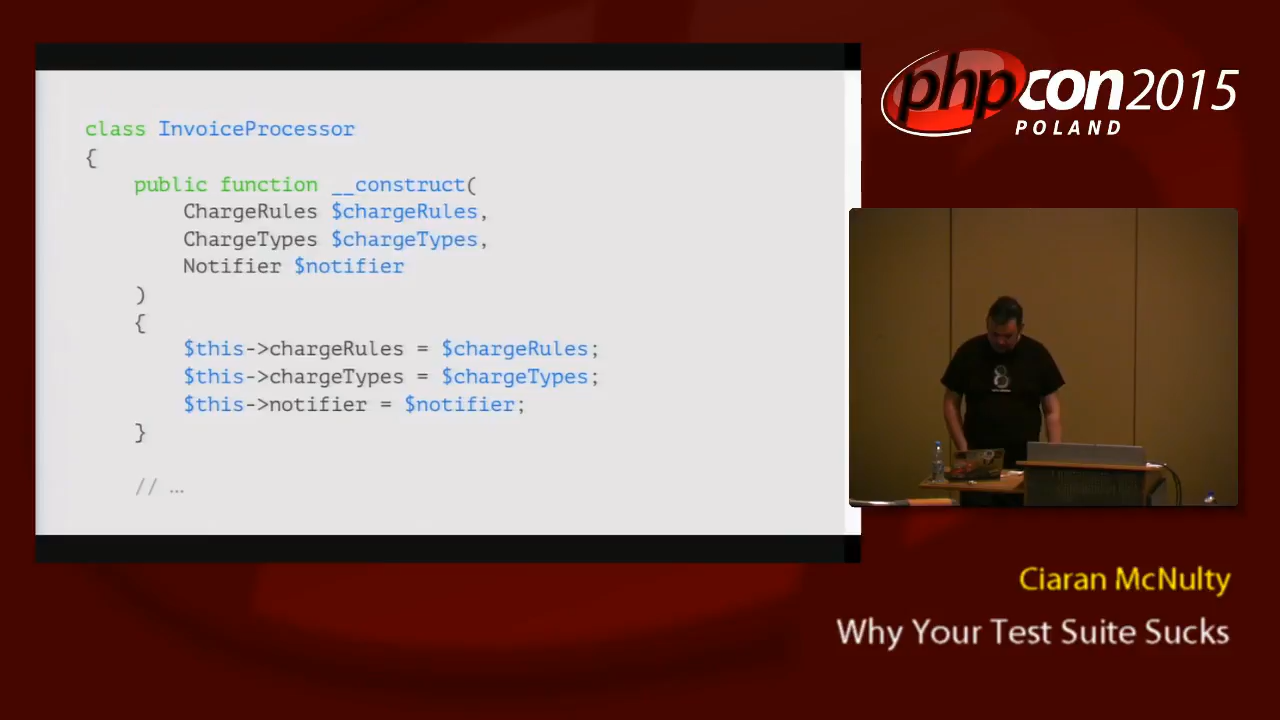 class InvoiceProcessor
{
    public function __construct(
        ChargeRules $chargeRules,
        ChargeTypes $chargeTypes,
        Notifier $notifier
    )
    {
        $this->chargeRules = $chargeRules;
        $this->chargeTypes = $chargeTypes;
        $this->notifier = $notifier;
    }
    // …
phpcon2015
POLAND
Ciaran McNulty
Why Your Test Suite Sucks